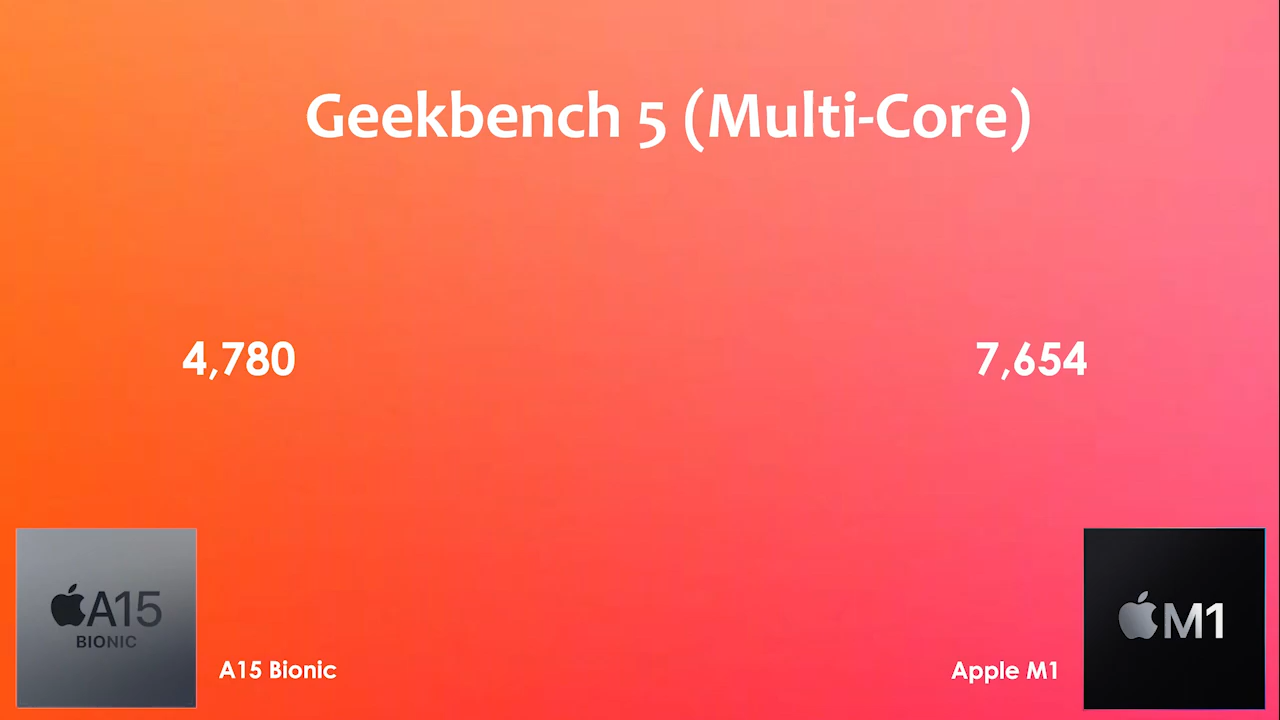 Geekbench 5 (Multi-Core)
4,780
7,654
A15
BIONIC
A15 Bionic
Apple M1
M1